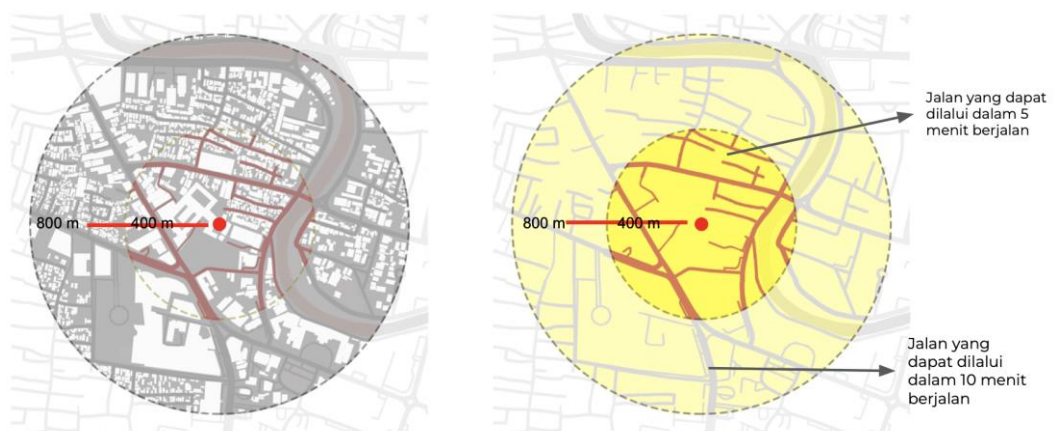 800 m
400 m
800 m
400 m
Jalan yang dapat
dilalui dalam 5
menit berjalan
Jalan yang
dapat dilalui
dalam 10 menit
berjalan